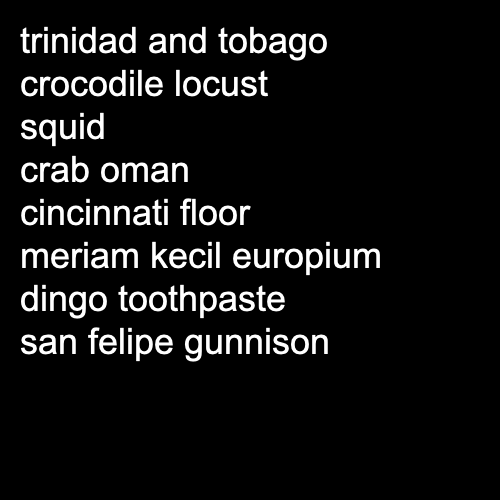 trinidad and tobago
crocodile locust
squid
crab oman
cincinnati floor
meriam kecil europium
dingo toothpaste
san felipe gunnison